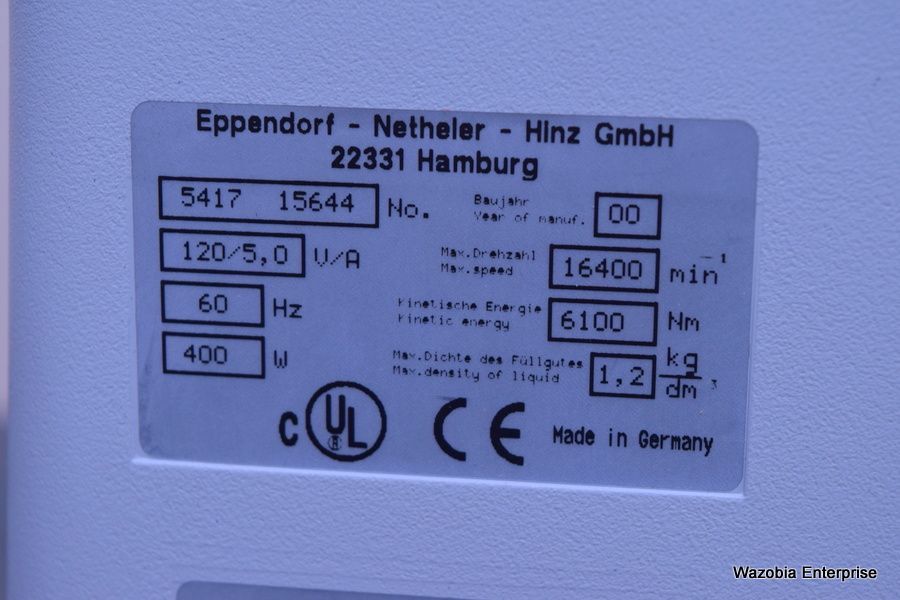 Eppendorf - Netheler - Hinz GmbH
22331 Hamburg
5417 15644 No.
Baujahr
Year of manuf. 00
120/5,0 V/A
Max.Drehzahl
Max.speed 16400 min⁻¹
60 Hz
Kinetische Energie
Kinetic energy 6100 Nm
400 W
Max.Dichte des Füllgutes
Max.density of liquid 1,2 kg/dm³
C UL ®
CE
Made in Germany
Wazobia Enterprise